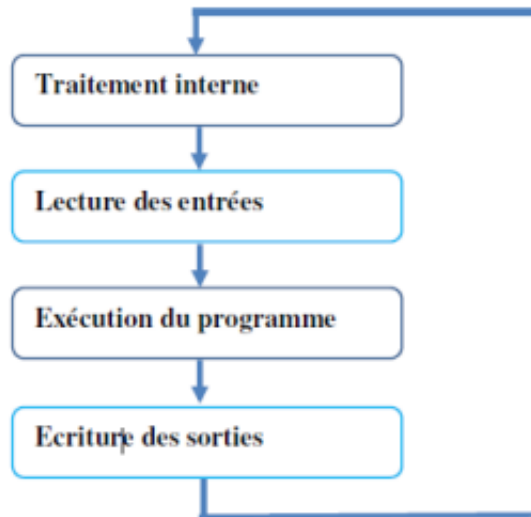 Traitement interne
Lecture des entrées
Exécution du programme
Ecriture des sorties